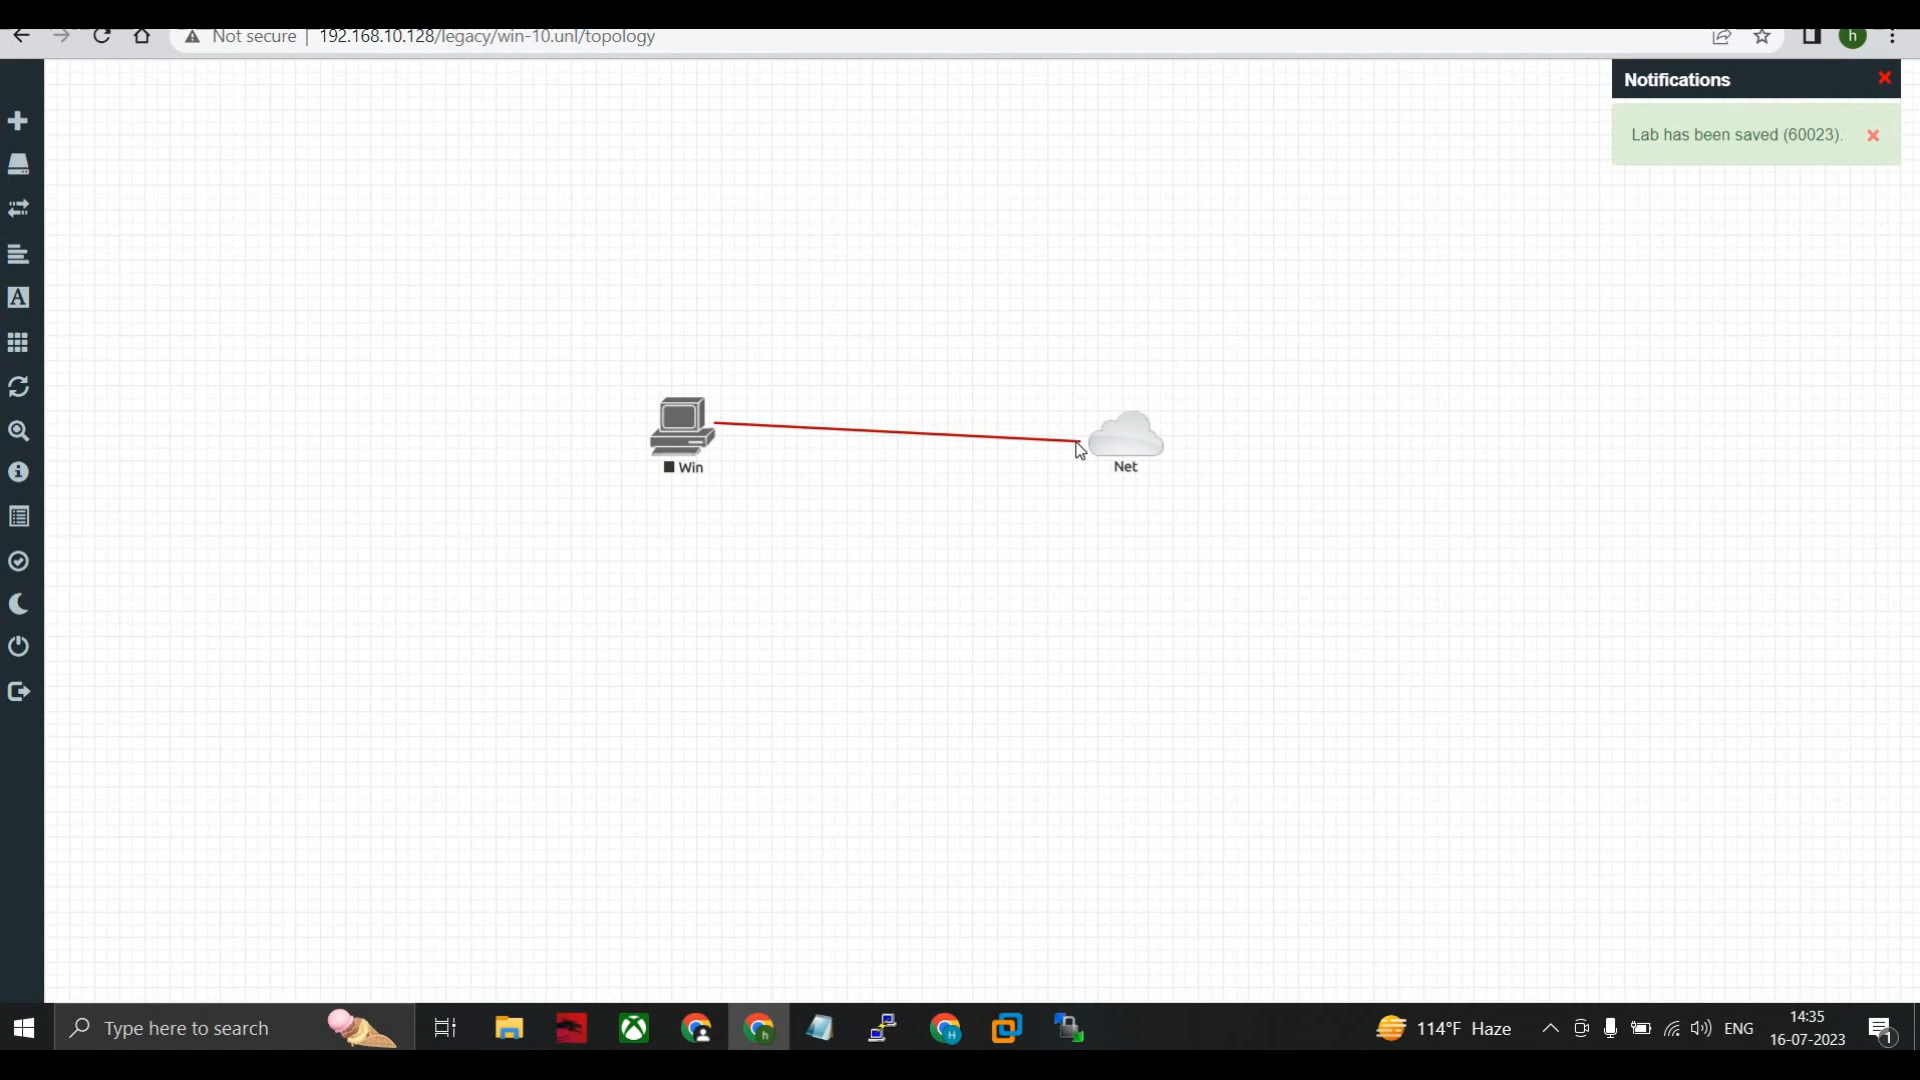 Not secure
192.168.10.128/legacy/win-10.unl/topology
h
Notifications
Lab has been saved (60023).
A
Win
Net
Type here to search
h
H
114°F Haze
ENG
14:35
16-07-2023
1